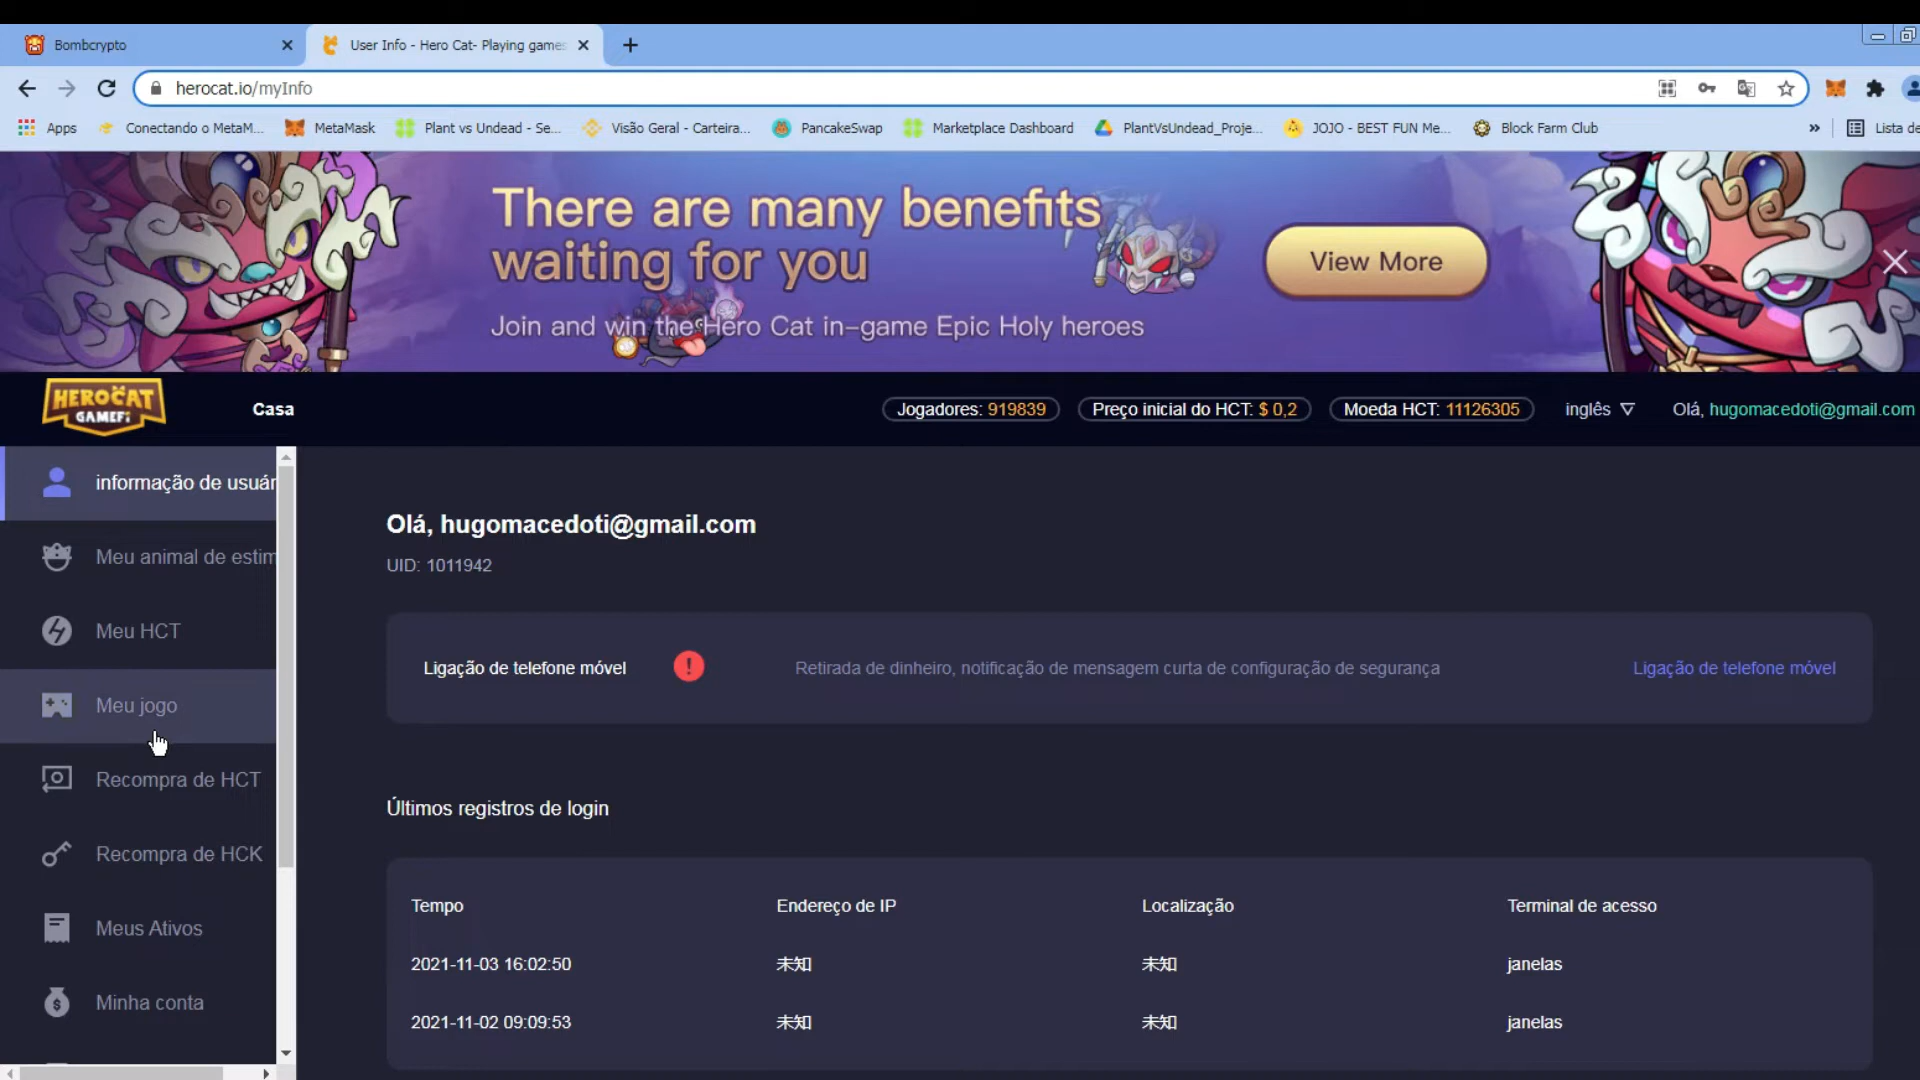 Bombcrypto
User Info - Hero Cat- Playing games
herocat.io/myInfo
Apps
Conectando o MetaM...
MetaMask
Plant vs Undead - Se...
Visão Geral - Carteira...
PancakeSwap
Marketplace Dashboard
PlantVsUndead_Proje...
JOJO - BEST FUN Me...
Block Farm Club
»
Lista de
There are many benefits
waiting for you
Join and win the Hero Cat in-game Epic Holy heroes
View More
HEROCAT
GAMEFi
Casa
Jogadores: 919839
Preço inicial do HCT: $ 0,2
Moeda HCT: 11126305
inglês
Olá, hugomacedoti@gmail.com
informação de usuár
Meu animal de estim
Meu HCT
Meu jogo
Recompra de HCT
Recompra de HCK
Meus Ativos
Minha conta
Olá, hugomacedoti@gmail.com
UID: 1011942
Ligação de telefone móvel
Retirada de dinheiro, notificação de mensagem curta de configuração de segurança
Ligação de telefone móvel
Últimos registros de login
Tempo Endereço de IP Localização Terminal de acesso
2021-11-03 16:02:50 未知 未知 janelas
2021-11-02 09:09:53 未知 未知 janelas